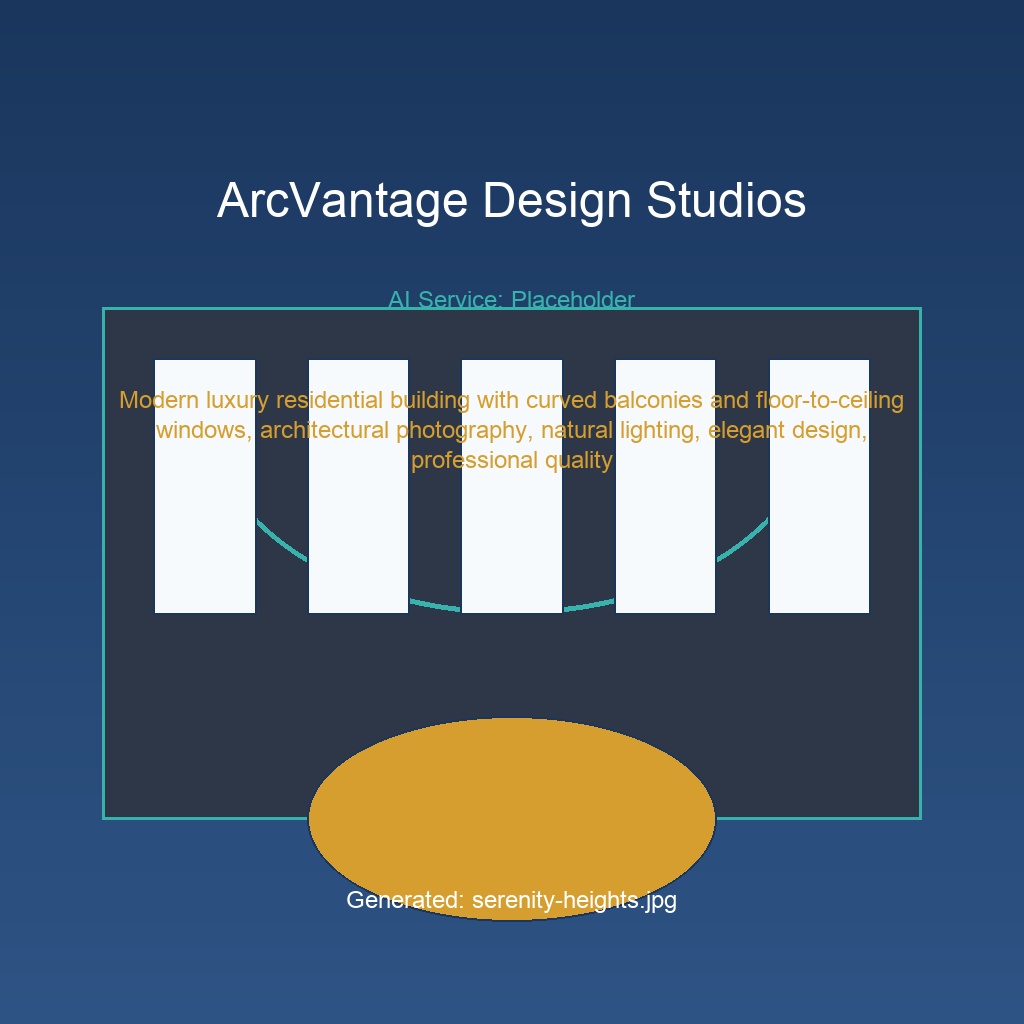 ArcVantage Design Studios
AI Service: Placeholder
Modern luxury residential building with curved balconies and floor-to-ceiling
windows, architectural photography, natural lighting, elegant design,
professional quality
Generated: serenity-heights.jpg